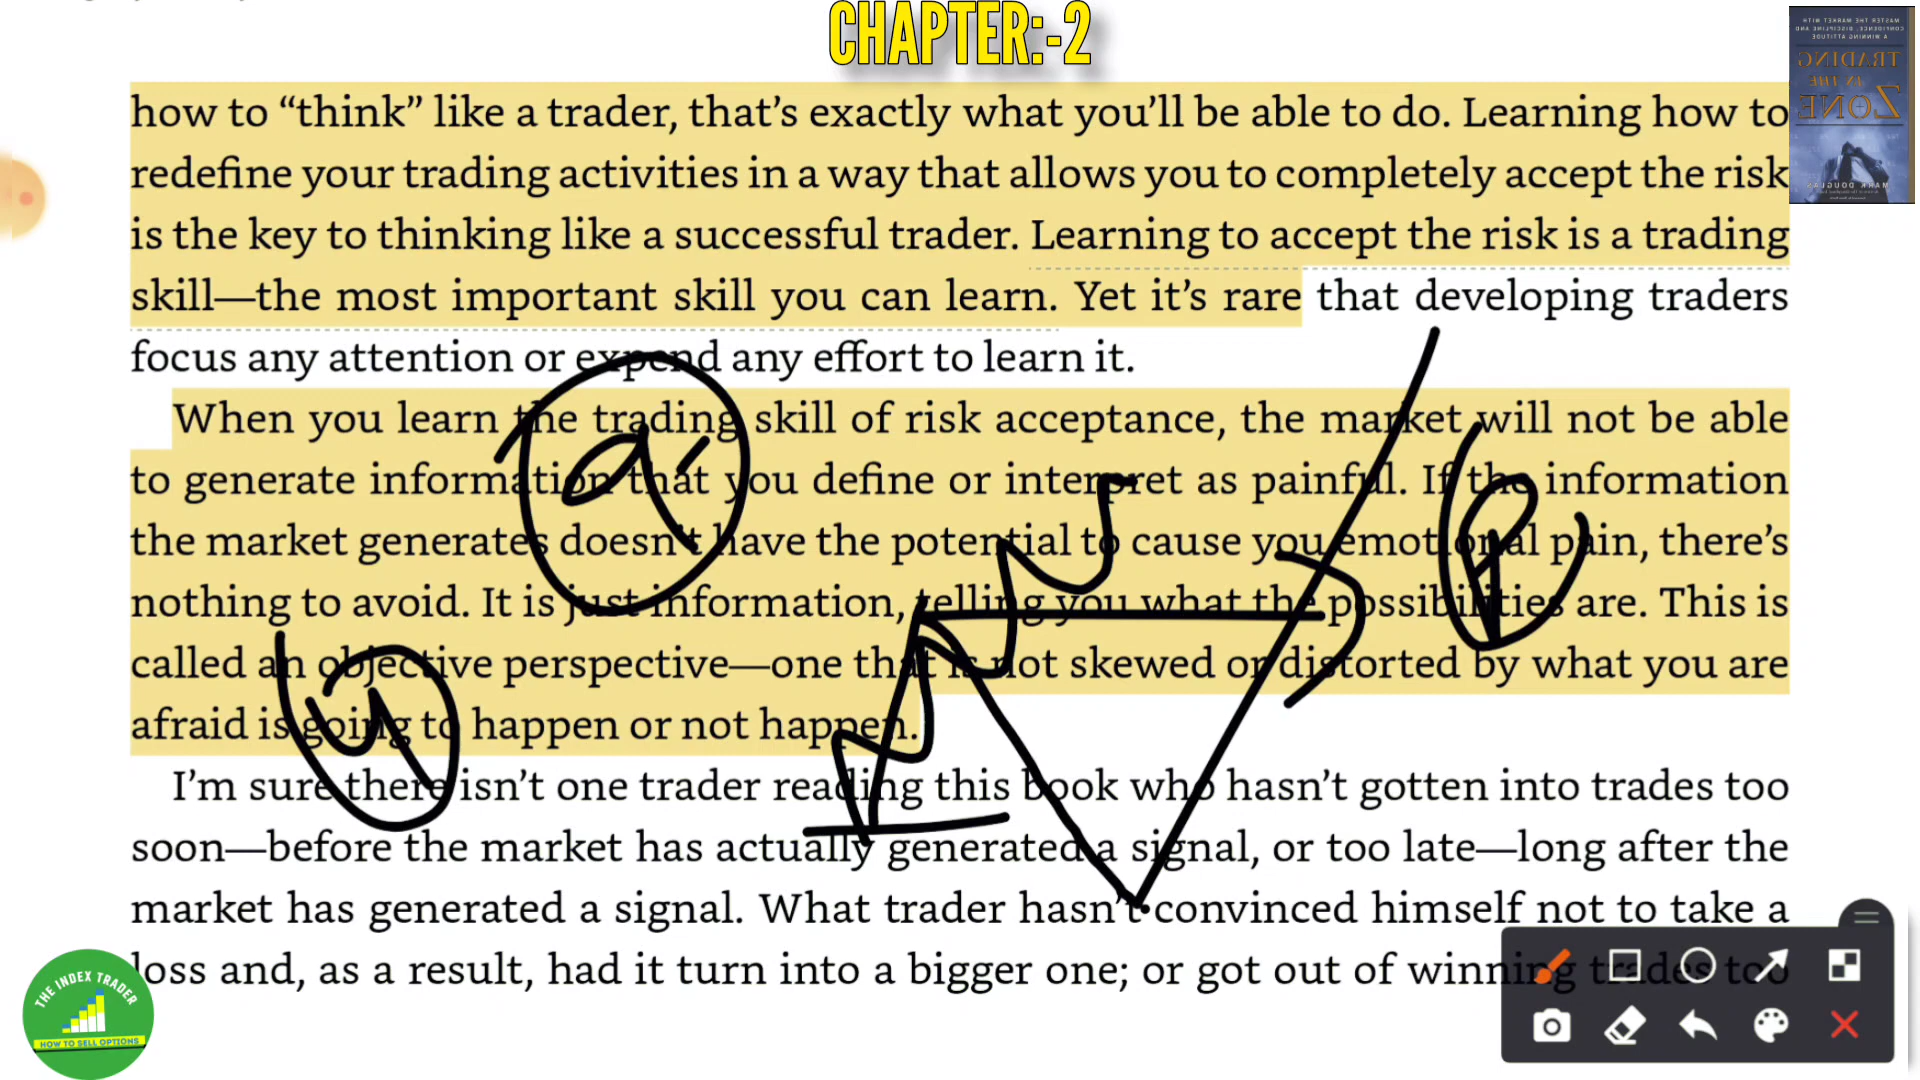 CHAPTER:-2
how to “think” like a trader, that’s exactly what you’ll be able to do. Learning how to
redefine your trading activities in a way that allows you to completely accept the risk
is the key to thinking like a successful trader. Learning to accept the risk is a trading
skill—the most important skill you can learn. Yet it’s rare that developing traders
focus any attention or expend any effort to learn it.
When you learn the trading skill of risk acceptance, the market will not be able
to generate information that you define or interpret as painful. If the information
the market generates doesn’t have the potential to cause you emotional pain, there’s
nothing to avoid. It is just information, telling you what the possibilities are. This is
called an objective perspective—one that is not skewed or distorted by what you are
afraid is going to happen or not happen.
I’m sure there isn’t one trader reading this book who hasn’t gotten into trades too
soon—before the market has actually generated a signal, or too late—long after the
market has generated a signal. What trader hasn’t convinced himself not to take a
loss and, as a result, had it turn into a bigger one; or got out of winning trades too
MASTER THE MARKET WITH
CONFIDENCE, DISCIPLINE AND
A WINNING ATTITUDE
TRADING
IN THE
ZONE
MARK DOUGLAS
THE INDEX TRADER
HOW TO SELL OPTIONS